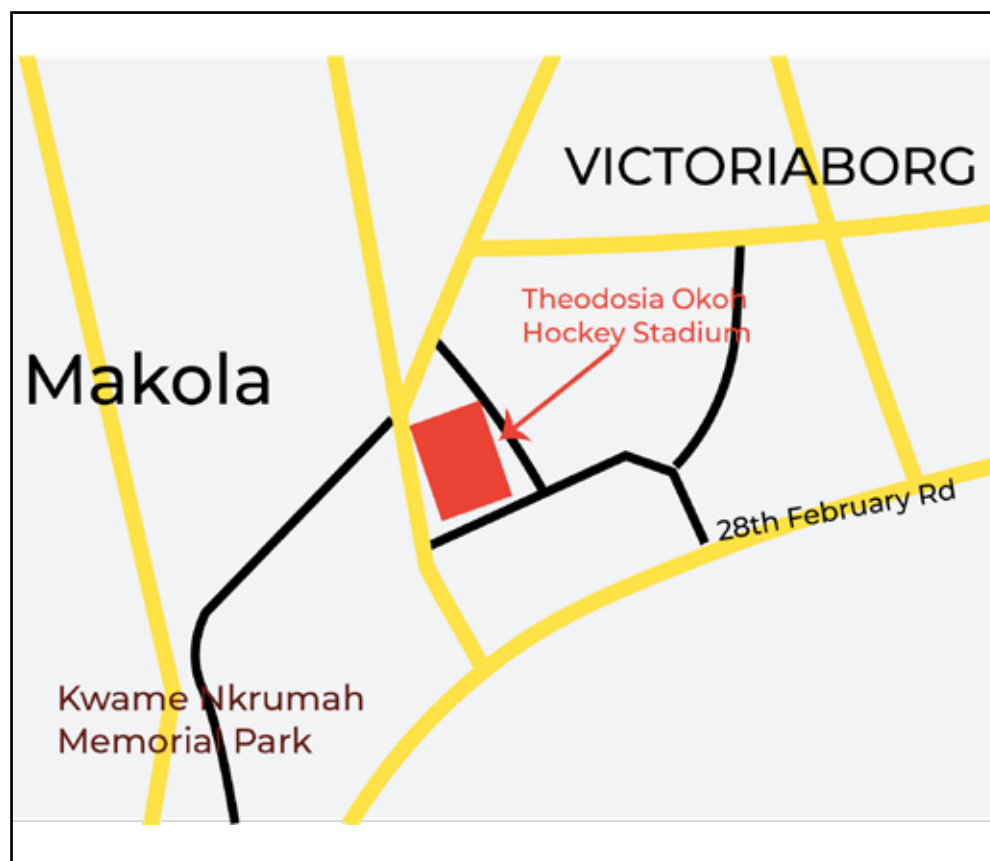 VICTORIABORG
Theodosia Okoh
Hockey Stadium
Makola
28th February Rd
Kwame Nkrumah
Memorial Park